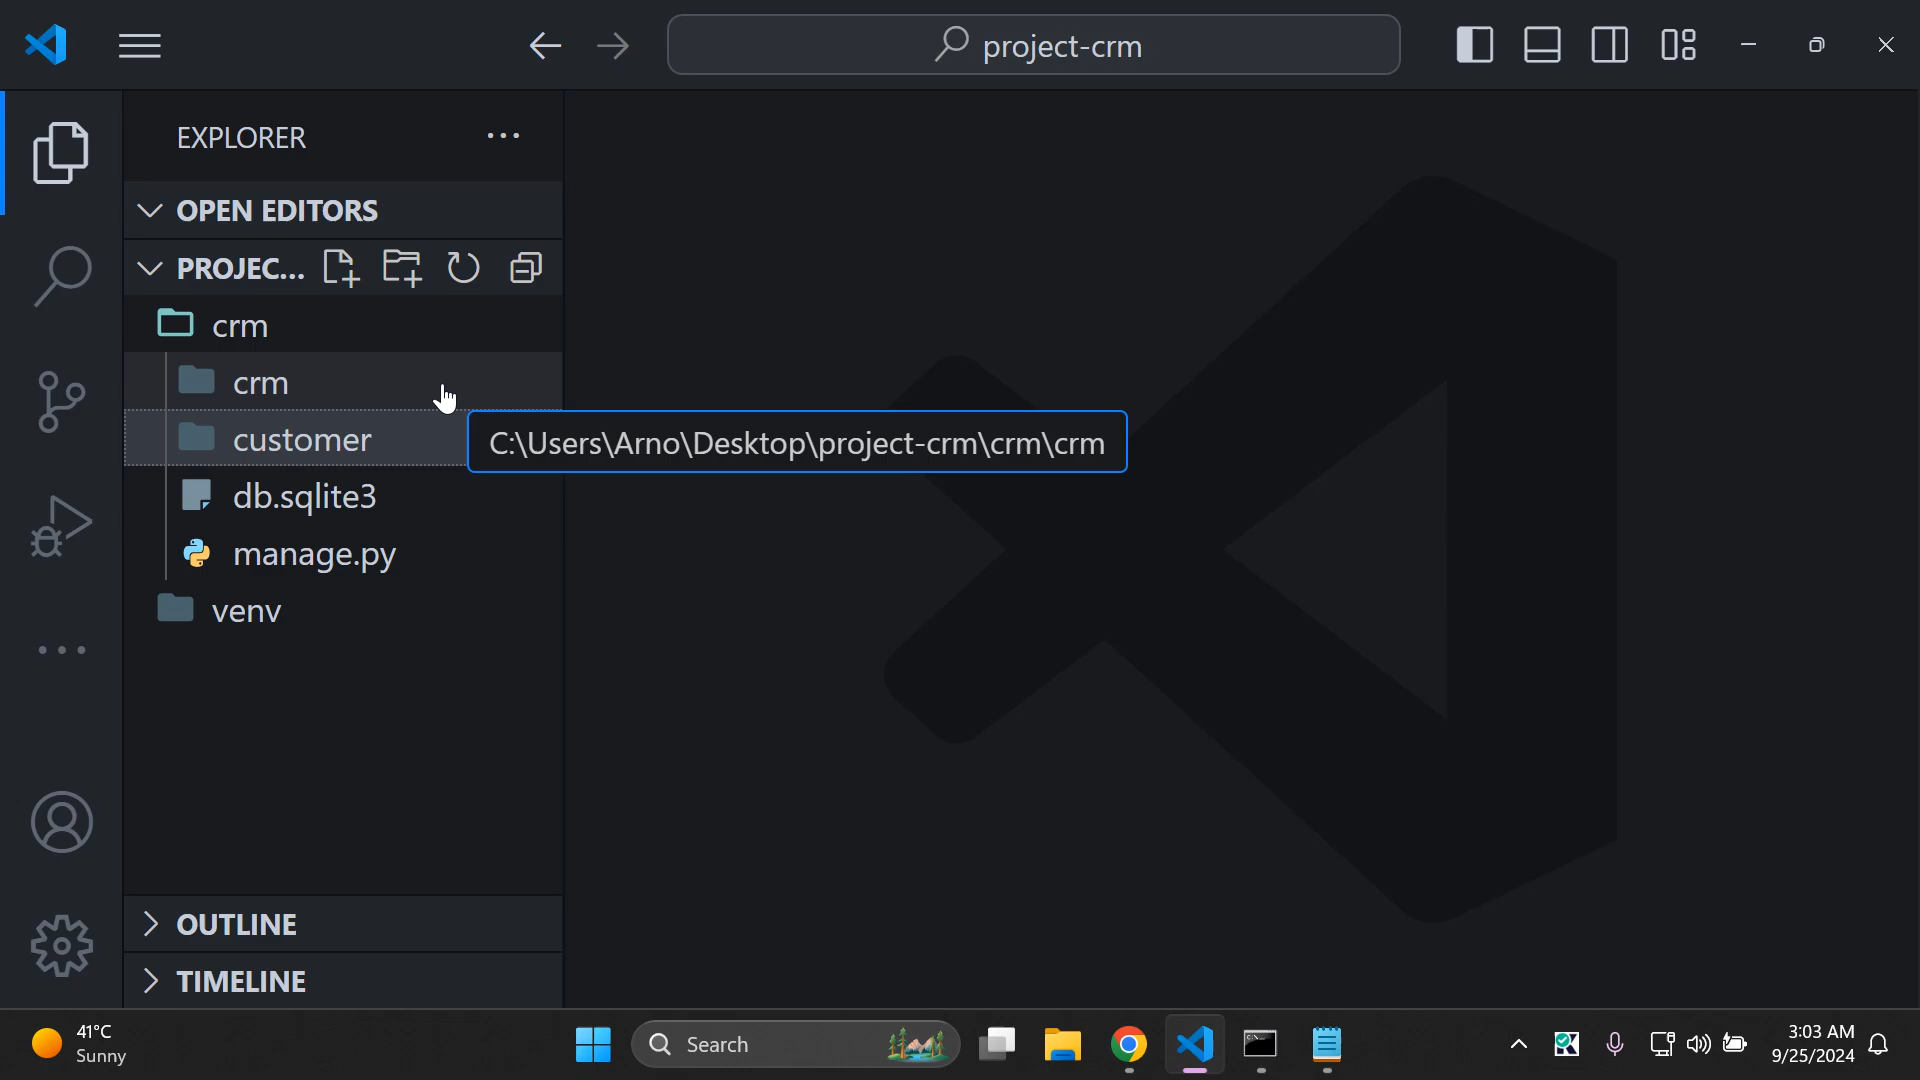 project-crm
EXPLORER
OPEN EDITORS
PROJEC...
crm
crm
customer
C:\Users\Arno\Desktop\project-crm\crm\crm
db.sqlite3
manage.py
venv
OUTLINE
TIMELINE
41°C
Sunny
Search
3:03 AM
9/25/2024